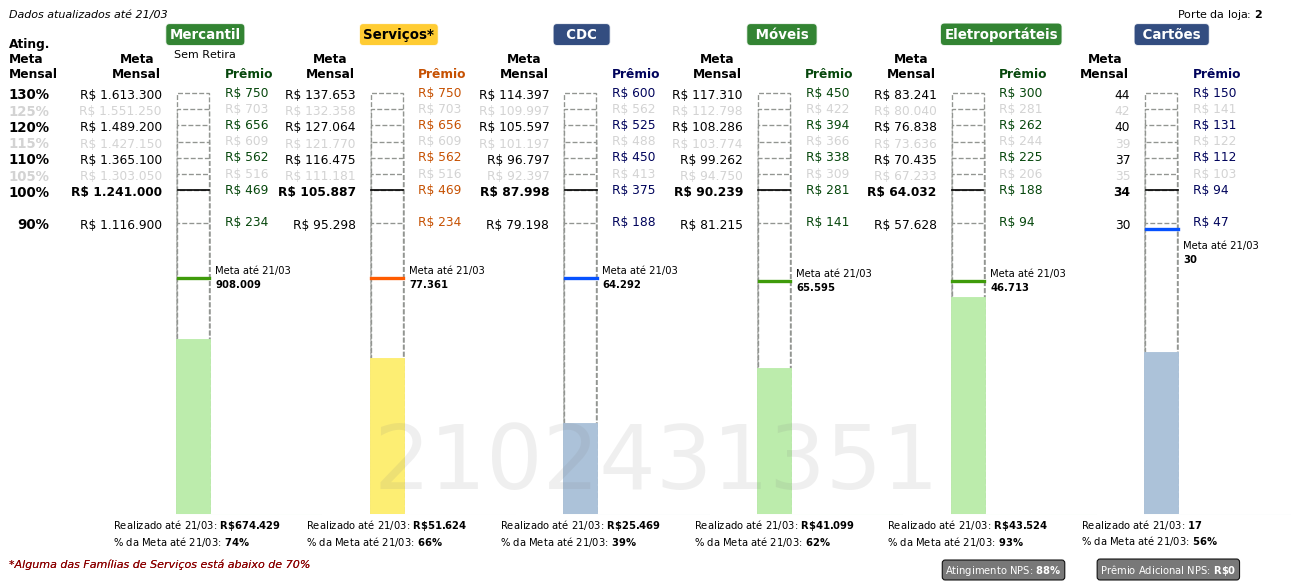 Dados atualizados até 21/03 Porte da loja: 2
Mercantil Serviços* CDC Móveis Eletroportáteis Cartões
Sem Retira
Ating. Meta Mensal Meta Mensal Prêmio Meta Mensal Prêmio Meta Mensal Prêmio Meta Mensal Prêmio Meta Mensal Prêmio Meta Mensal Prêmio
130% R$ 1.613.300 R$ 750 R$ 137.653 R$ 750 R$ 114.397 R$ 600 R$ 117.310 R$ 450 R$ 83.241 R$ 300 44 R$ 150
125% R$ 1.551.250 R$ 703 R$ 132.358 R$ 703 R$ 109.997 R$ 562 R$ 112.798 R$ 422 R$ 80.040 R$ 281 42 R$ 141
120% R$ 1.489.200 R$ 656 R$ 127.064 R$ 656 R$ 105.597 R$ 525 R$ 108.286 R$ 394 R$ 76.838 R$ 262 40 R$ 131
115% R$ 1.427.150 R$ 609 R$ 121.770 R$ 609 R$ 101.197 R$ 488 R$ 103.774 R$ 366 R$ 73.636 R$ 244 39 R$ 122
110% R$ 1.365.100 R$ 562 R$ 116.475 R$ 562 R$ 96.797 R$ 450 R$ 99.262 R$ 338 R$ 70.435 R$ 225 37 R$ 112
105% R$ 1.303.050 R$ 516 R$ 111.181 R$ 516 R$ 92.397 R$ 413 R$ 94.750 R$ 309 R$ 67.233 R$ 206 35 R$ 103
100% R$ 1.241.000 R$ 469 R$ 105.887 R$ 469 R$ 87.998 R$ 375 R$ 90.239 R$ 281 R$ 64.032 R$ 188 34 R$ 94
90% R$ 1.116.900 R$ 234 R$ 95.298 R$ 234 R$ 79.198 R$ 188 R$ 81.215 R$ 141 R$ 57.628 R$ 94 30 R$ 47
Meta até 21/03 Meta até 21/03 Meta até 21/03 Meta até 21/03 Meta até 21/03 Meta até 21/03
908.009 77.361 64.292 65.595 46.713 30
2102431351
Realizado até 21/03: R$674.429 Realizado até 21/03: R$51.624 Realizado até 21/03: R$25.469 Realizado até 21/03: R$41.099 Realizado até 21/03: R$43.524 Realizado até 21/03: 17
% da Meta até 21/03: 74% % da Meta até 21/03: 66% % da Meta até 21/03: 39% % da Meta até 21/03: 62% % da Meta até 21/03: 93% % da Meta até 21/03: 56%
*Alguma das Famílias de Serviços está abaixo de 70% Atingimento NPS: 88% Prêmio Adicional NPS: R$0